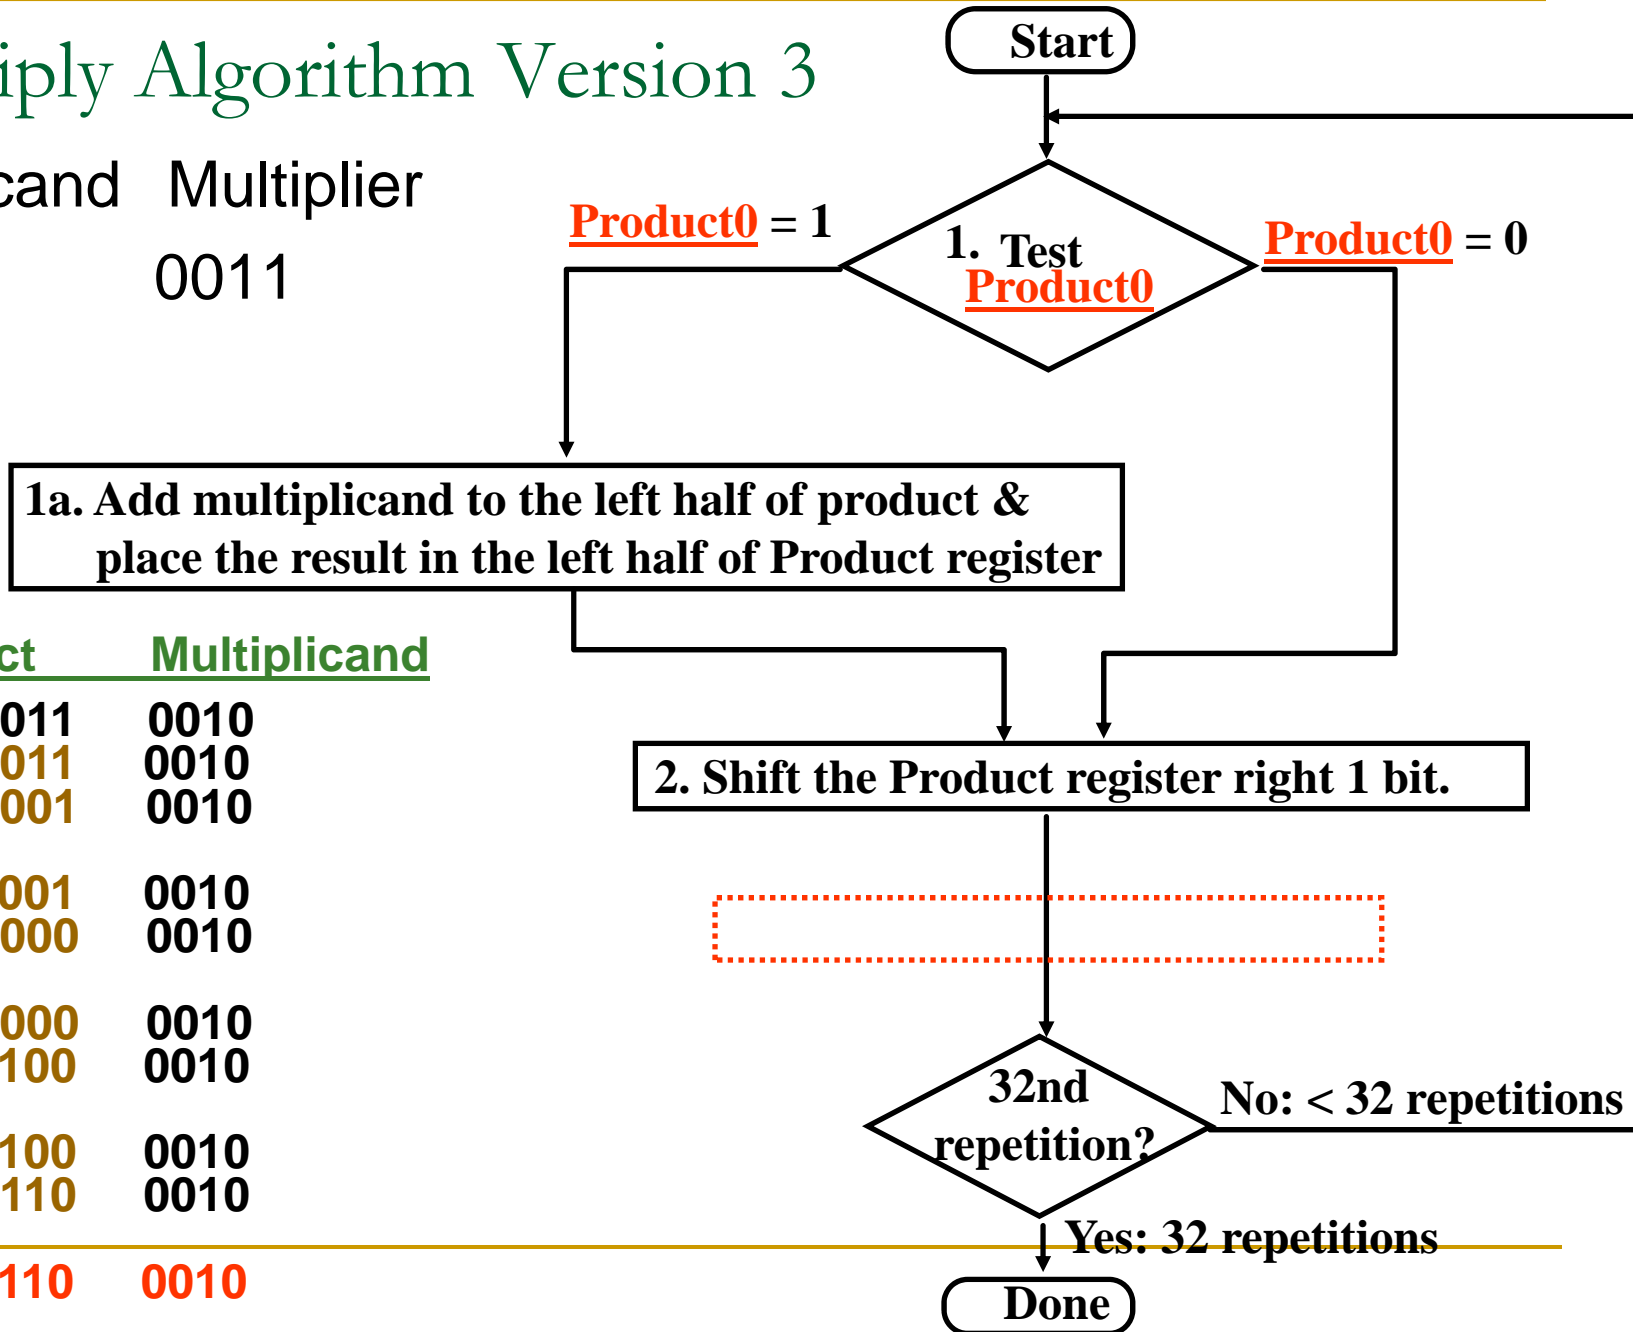 Start
iply Algorithm Version 3
cand Multiplier
0011
Product0 = 1
1. Test
Product0
Product0 = 0
1a. Add multiplicand to the left half of product &
place the result in the left half of Product register
ct Multiplicand
011 0010
011 0010
001 0010
001 0010
000 0010
000 0010
100 0010
100 0010
110 0010
110 0010
2. Shift the Product register right 1 bit.
32nd
repetition?
No: < 32 repetitions
Yes: 32 repetitions
Done